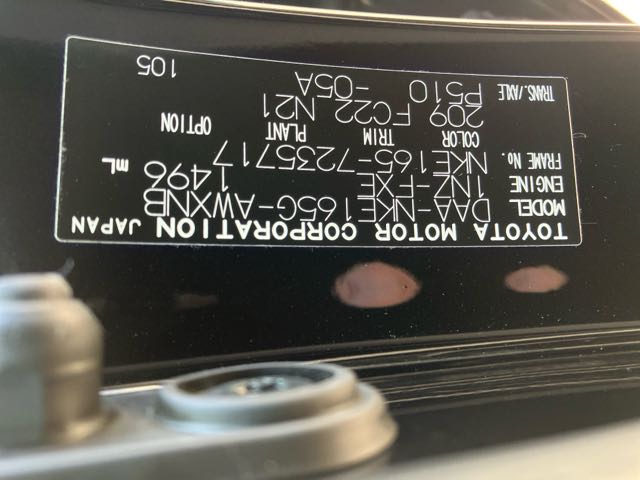 TOYOTA MOTOR CORPORATION JAPAN
MODEL DAA-NKE165G-AWXNB
ENGINE 1NZ-FXE 1496 mL
FRAME No. NKE165-7235717
COLOR TRIM PLANT OPTION
209 FC22 N21
TRANS./AXLE P510 -05A
105